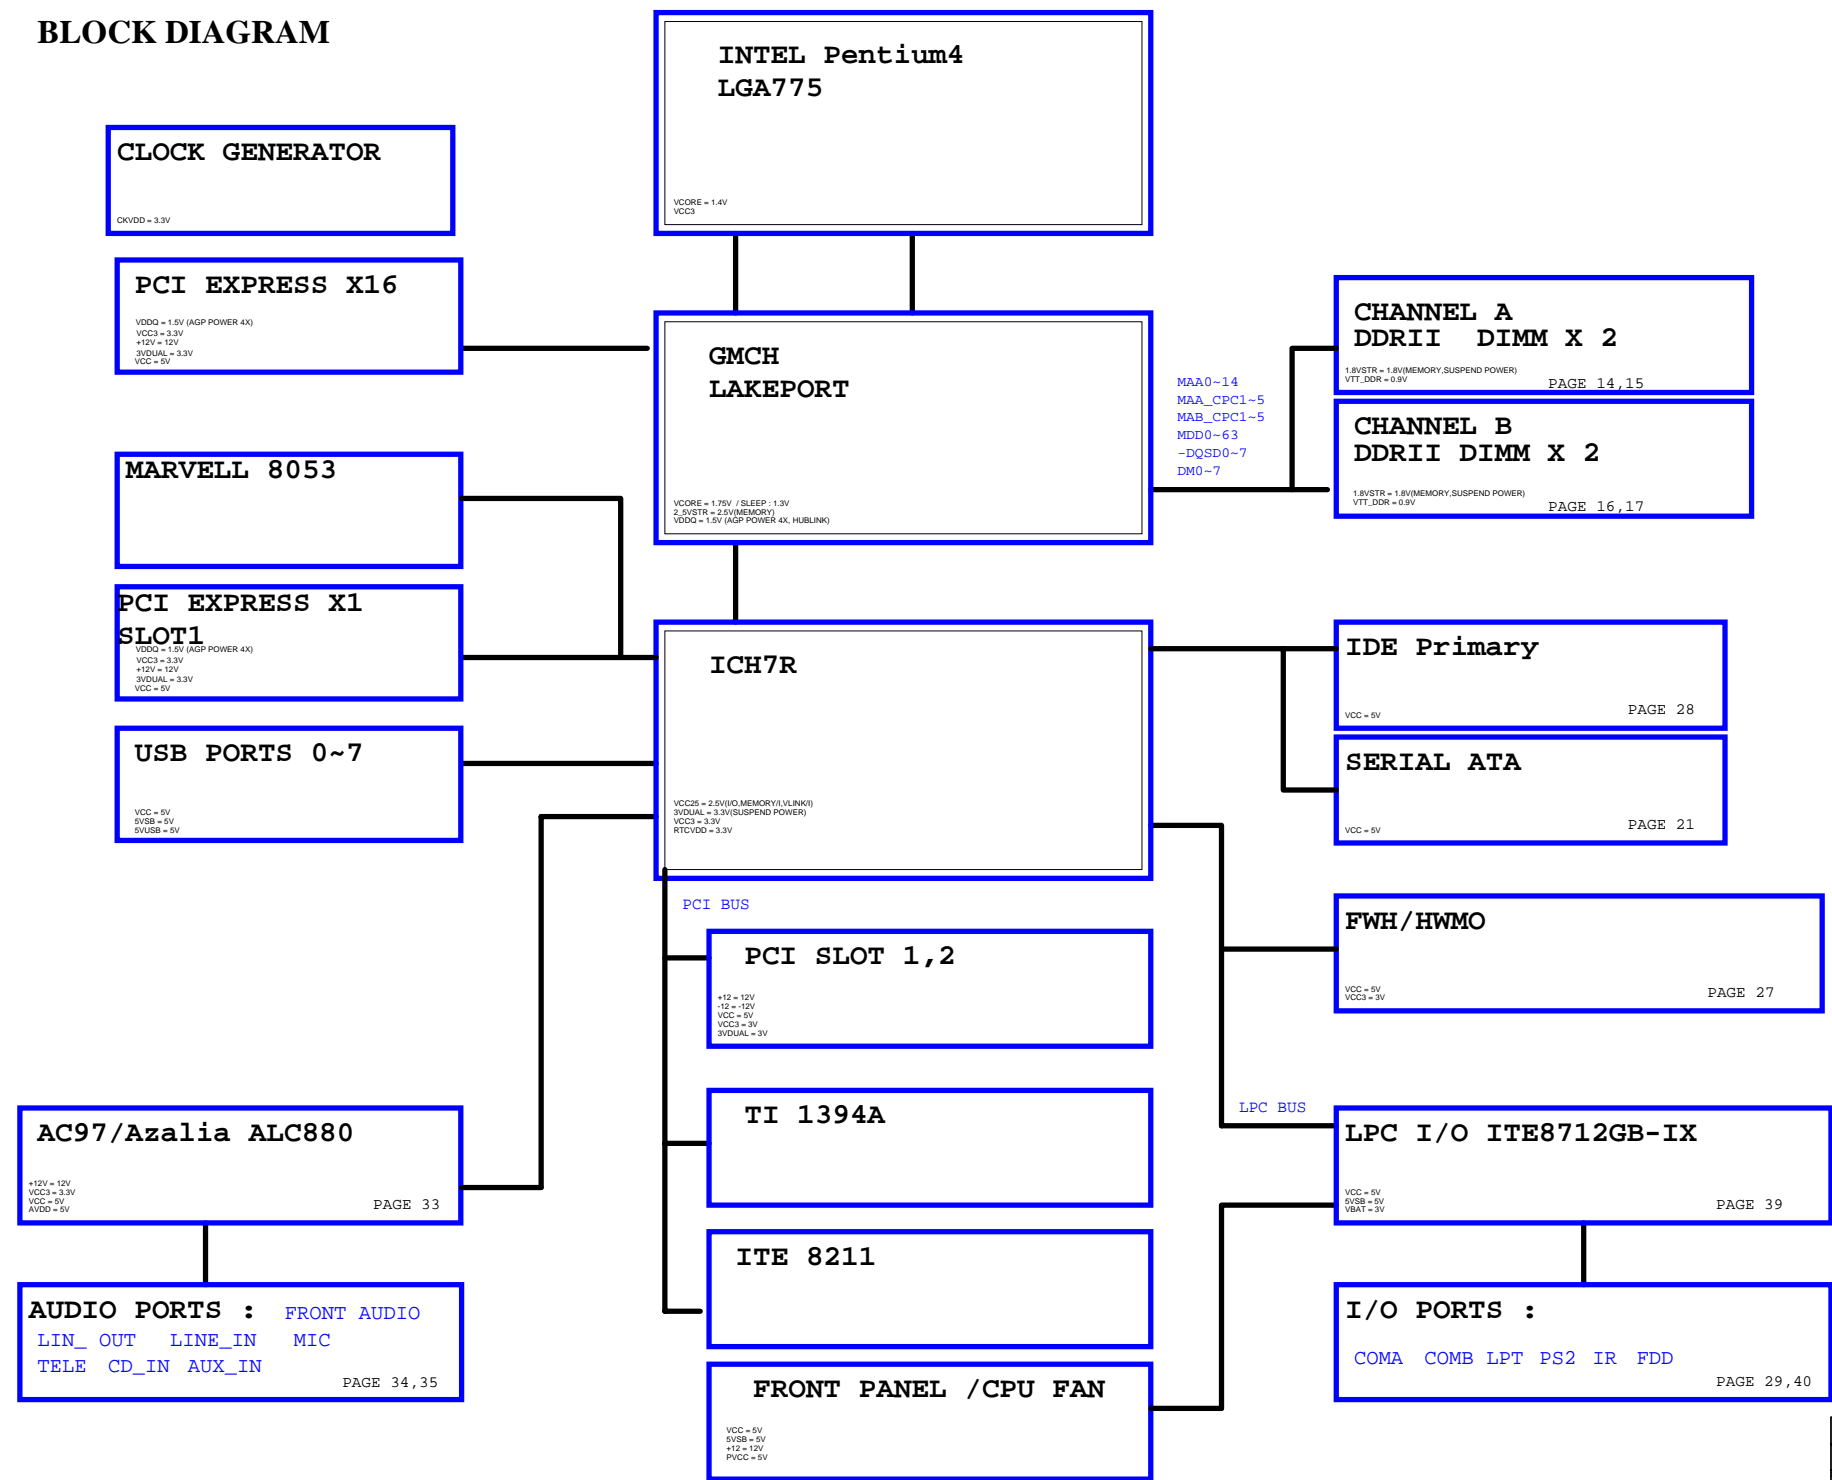 BLOCK DIAGRAM
INTEL Pentium4
LGA775
VCORE = 1.4V
VCC3
CLOCK GENERATOR
CKVDD = 3.3V
PCI EXPRESS X16
VDDQ = 1.5V (AGP POWER 4X)
VCC3 = 3.3V
+12V = 12V
3VDUAL = 3.3V
VCC = 5V
GMCH
LAKEPORT
VCORE = 1.75V / SLEEP : 1.3V
2_5VSTR = 2.5V(MEMORY)
VDDQ = 1.5V (AGP POWER 4X, HUBLINK)
MAA0~14
MAA_CPC1~5
MAB_CPC1~5
MDD0~63
-DQSD0~7
DM0~7
CHANNEL A
DDRII DIMM X 2
1.8VSTR = 1.8V(MEMORY,SUSPEND POWER)
VTT_DDR = 0.9V
PAGE 14,15
CHANNEL B
DDRII DIMM X 2
1.8VSTR = 1.8V(MEMORY,SUSPEND POWER)
VTT_DDR = 0.9V
PAGE 16,17
MARVELL 8053
PCI EXPRESS X1
SLOT1
VDDQ = 1.5V (AGP POWER 4X)
VCC3 = 3.3V
+12V = 12V
3VDUAL = 3.3V
VCC = 5V
USB PORTS 0~7
VCC = 5V
5VSB = 5V
5VUSB = 5V
ICH7R
VCC25 = 2.5V(I/O,MEMORY/I,VLINK/I)
3VDUAL = 3.3V(SUSPEND POWER)
VCC3 = 3.3V
RTCVDD = 3.3V
IDE Primary
VCC = 5V
PAGE 28
SERIAL ATA
VCC = 5V
PAGE 21
PCI BUS
PCI SLOT 1,2
+12 = 12V
-12 = -12V
VCC = 5V
VCC3 = 3V
3VDUAL = 3V
FWH/HWMO
VCC = 5V
VCC3 = 3V
PAGE 27
TI 1394A
LPC BUS
LPC I/O ITE8712GB-IX
VCC = 5V
5VSB = 5V
VBAT = 3V
PAGE 39
AC97/Azalia ALC880
+12V = 12V
VCC3 = 3.3V
VCC = 5V
AVDD = 5V
PAGE 33
ITE 8211
AUDIO PORTS : FRONT AUDIO
LIN_ OUT LINE_IN MIC
TELE CD_IN AUX_IN
PAGE 34,35
I/O PORTS :
COMA COMB LPT PS2 IR FDD
PAGE 29,40
FRONT PANEL /CPU FAN
VCC = 5V
5VSB = 5V
+12 = 12V
PVCC = 5V